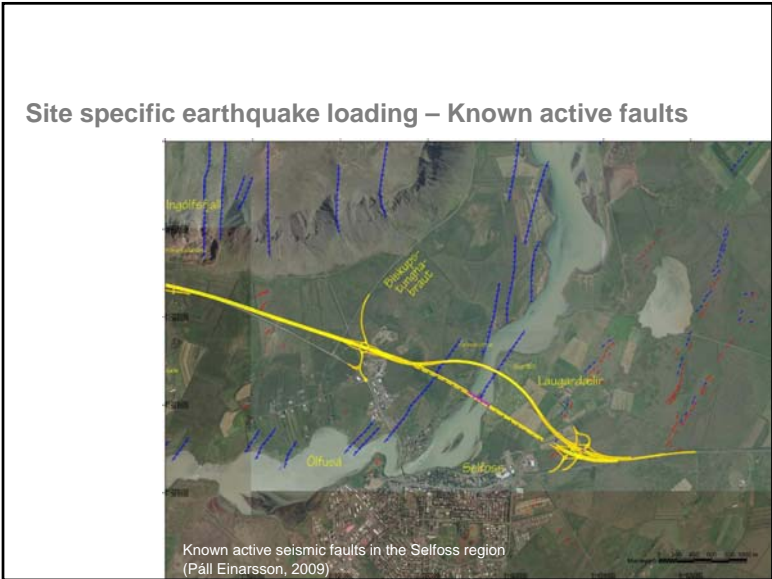 Site specific earthquake loading – Known active faults
Ingólfsfjall
Biskups-
tungna-
braut
Laugardælir
Ölfusá
Selfoss
Known active seismic faults in the Selfoss region
(Páll Einarsson, 2009)